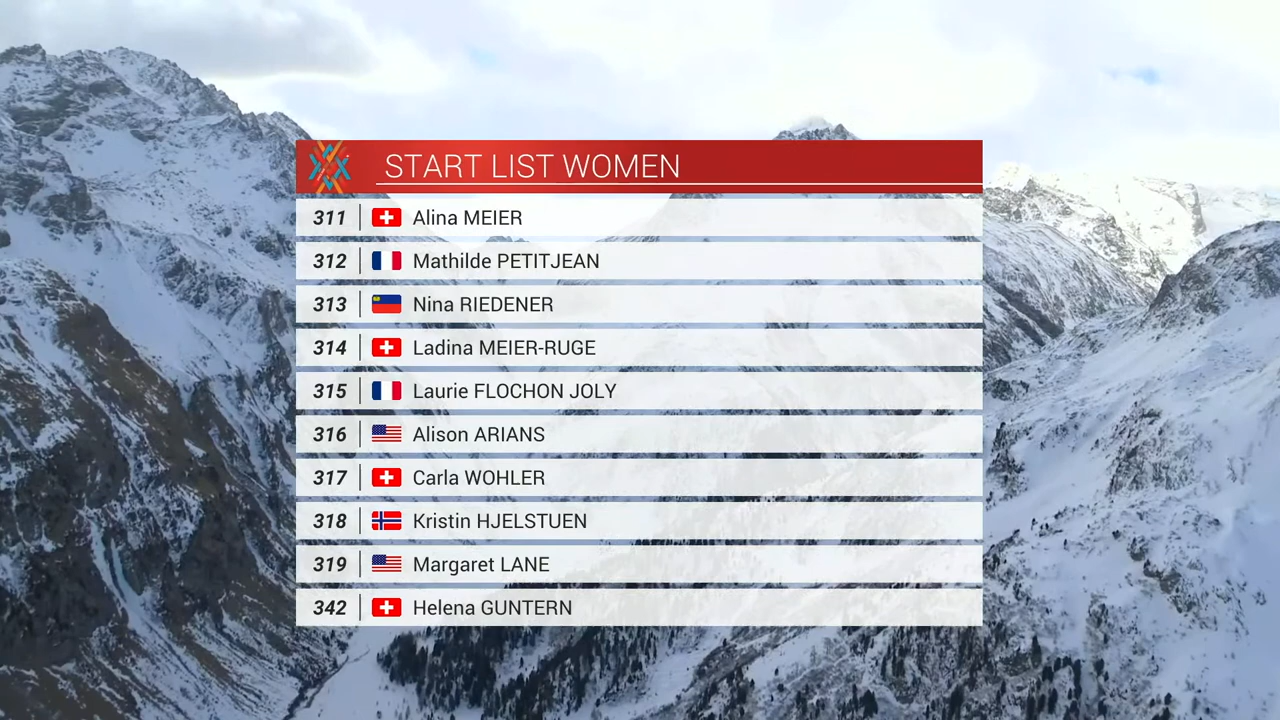 START LIST WOMEN
311 Alina MEIER
312 Mathilde PETITJEAN
313 Nina RIEDENER
314 Ladina MEIER-RUGE
315 Laurie FLOCHON JOLY
316 Alison ARIANS
317 Carla WOHLER
318 Kristin HJELSTUEN
319 Margaret LANE
342 Helena GUNTERN